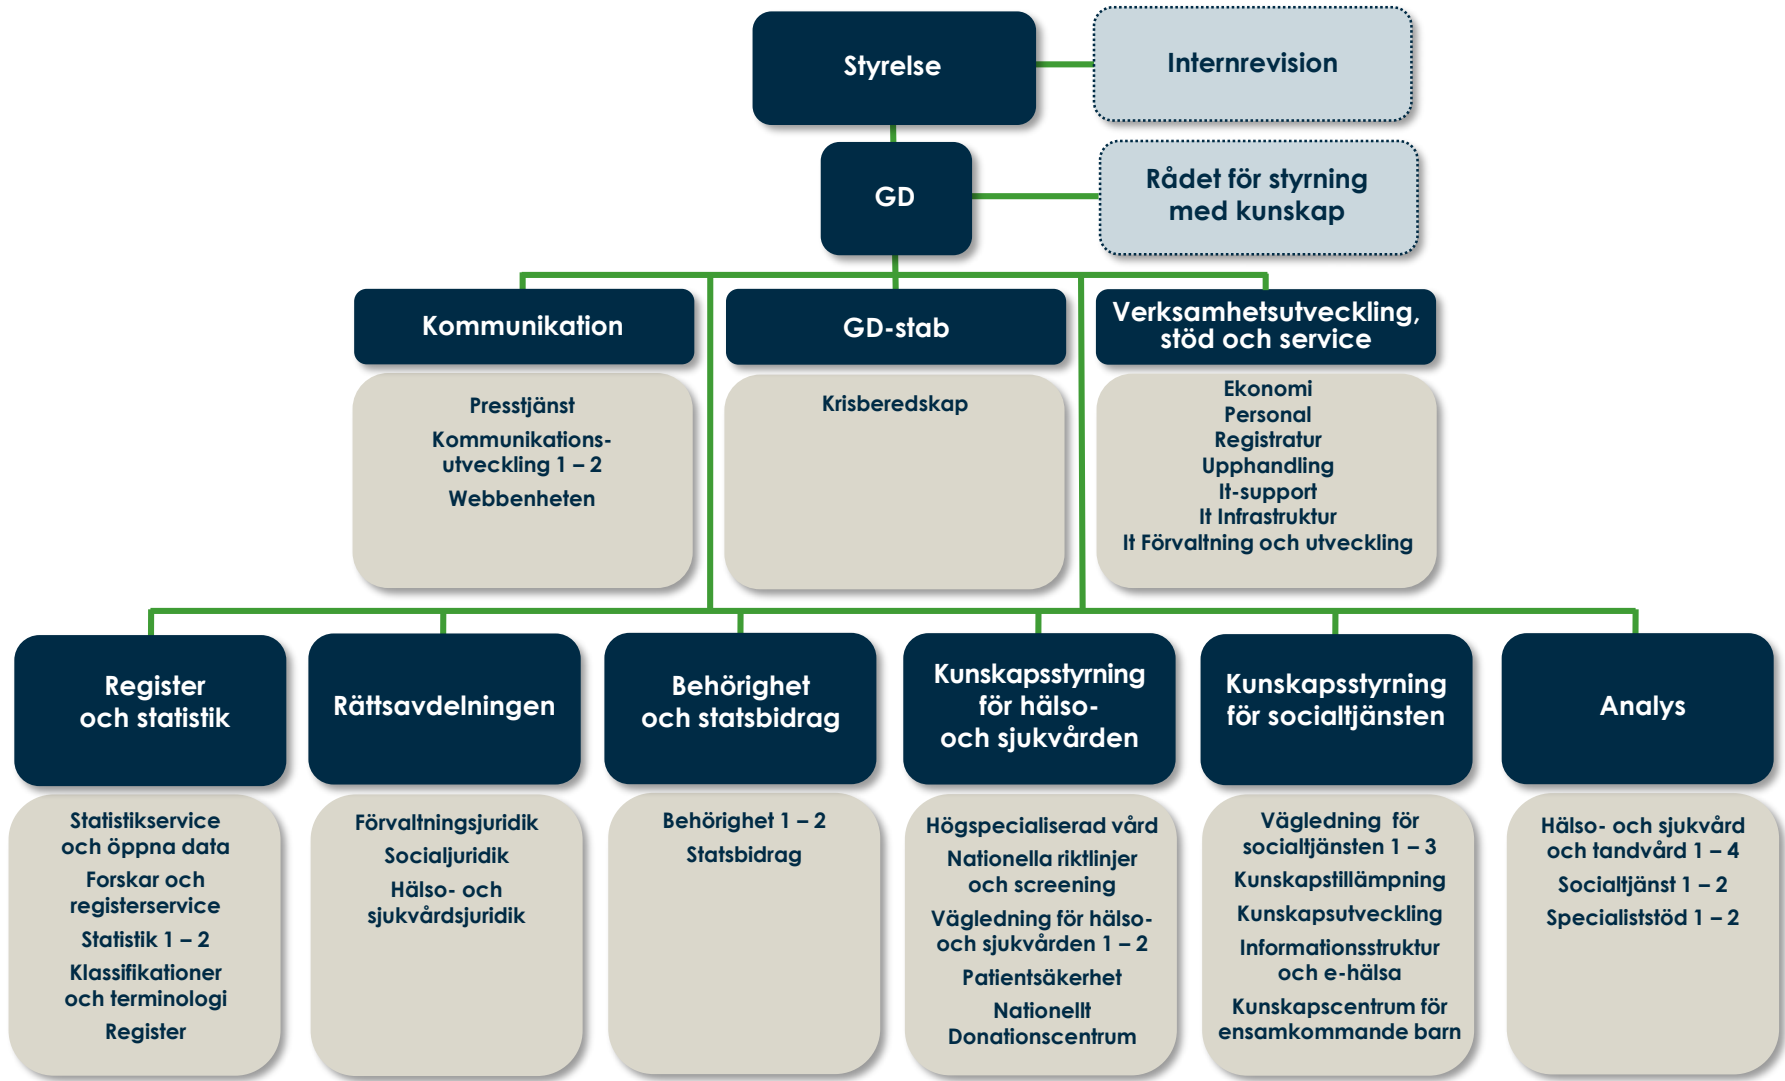 Styrelse
Internrevision
GD
Rådet för styrning
med kunskap
Kommunikation
Presstjänst
Kommunikations-
utveckling 1 – 2
Webbenheten
GD-stab
Krisberedskap
Verksamhetsutveckling,
stöd och service
Ekonomi
Personal
Registratur
Upphandling
It-support
It Infrastruktur
It Förvaltning och utveckling
Register
och statistik
Statistikservice
och öppna data
Forskar och
registerservice
Statistik 1 – 2
Klassifikationer
och terminologi
Register
Rättsavdelningen
Förvaltningsjuridik
Socialjuridik
Hälso- och
sjukvårdsjuridik
Behörighet
och statsbidrag
Behörighet 1 – 2
Statsbidrag
Kunskapsstyrning
för hälso-
och sjukvården
Högspecialiserad vård
Nationella riktlinjer
och screening
Vägledning för hälso-
och sjukvården 1 – 2
Patientsäkerhet
Nationellt
Donationscentrum
Kunskapsstyrning
för socialtjänsten
Vägledning för
socialtjänsten 1 – 3
Kunskapstillämpning
Kunskapsutveckling
Informationsstruktur
och e-hälsa
Kunskapscentrum för
ensamkommande barn
Analys
Hälso- och sjukvård
och tandvård 1 – 4
Socialtjänst 1 – 2
Specialiststöd 1 – 2